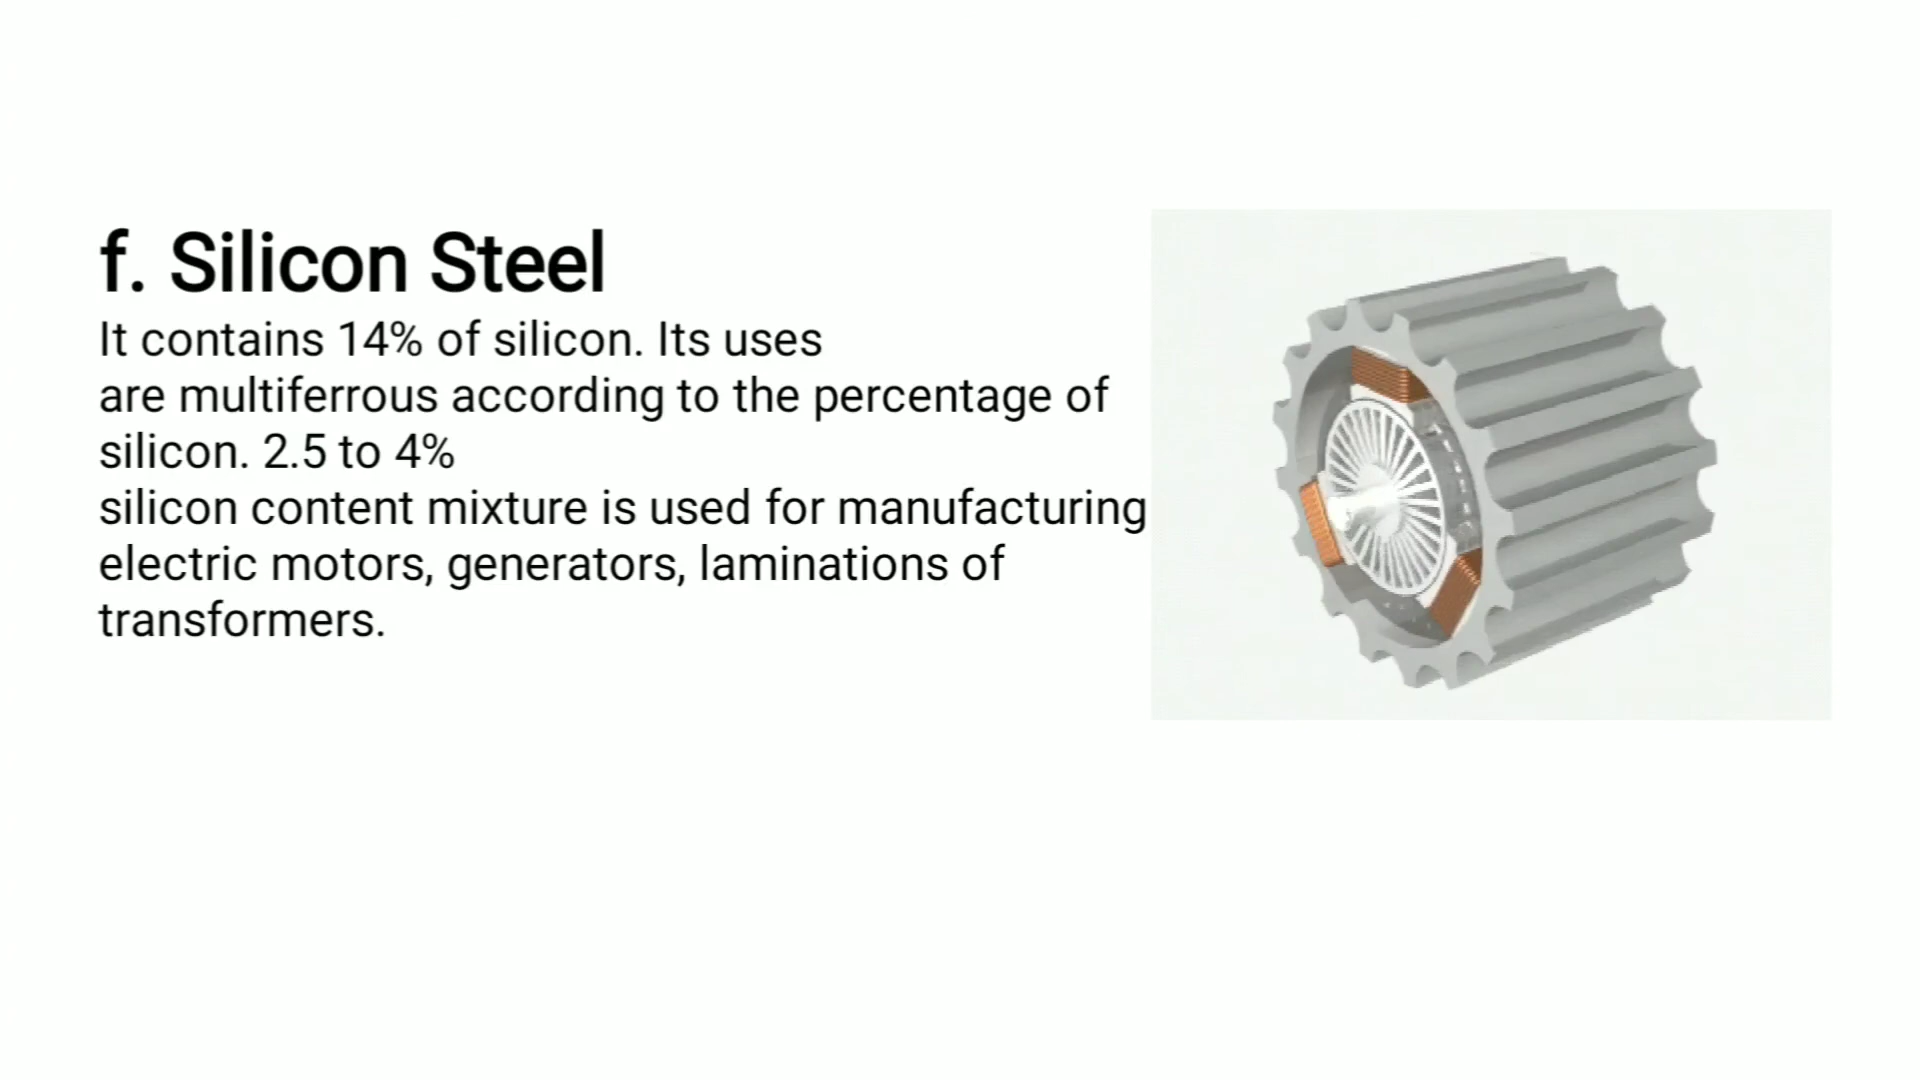 f. Silicon Steel
It contains 14% of silicon. Its uses
are multiferrous according to the percentage of
silicon. 2.5 to 4%
silicon content mixture is used for manufacturing
electric motors, generators, laminations of
transformers.